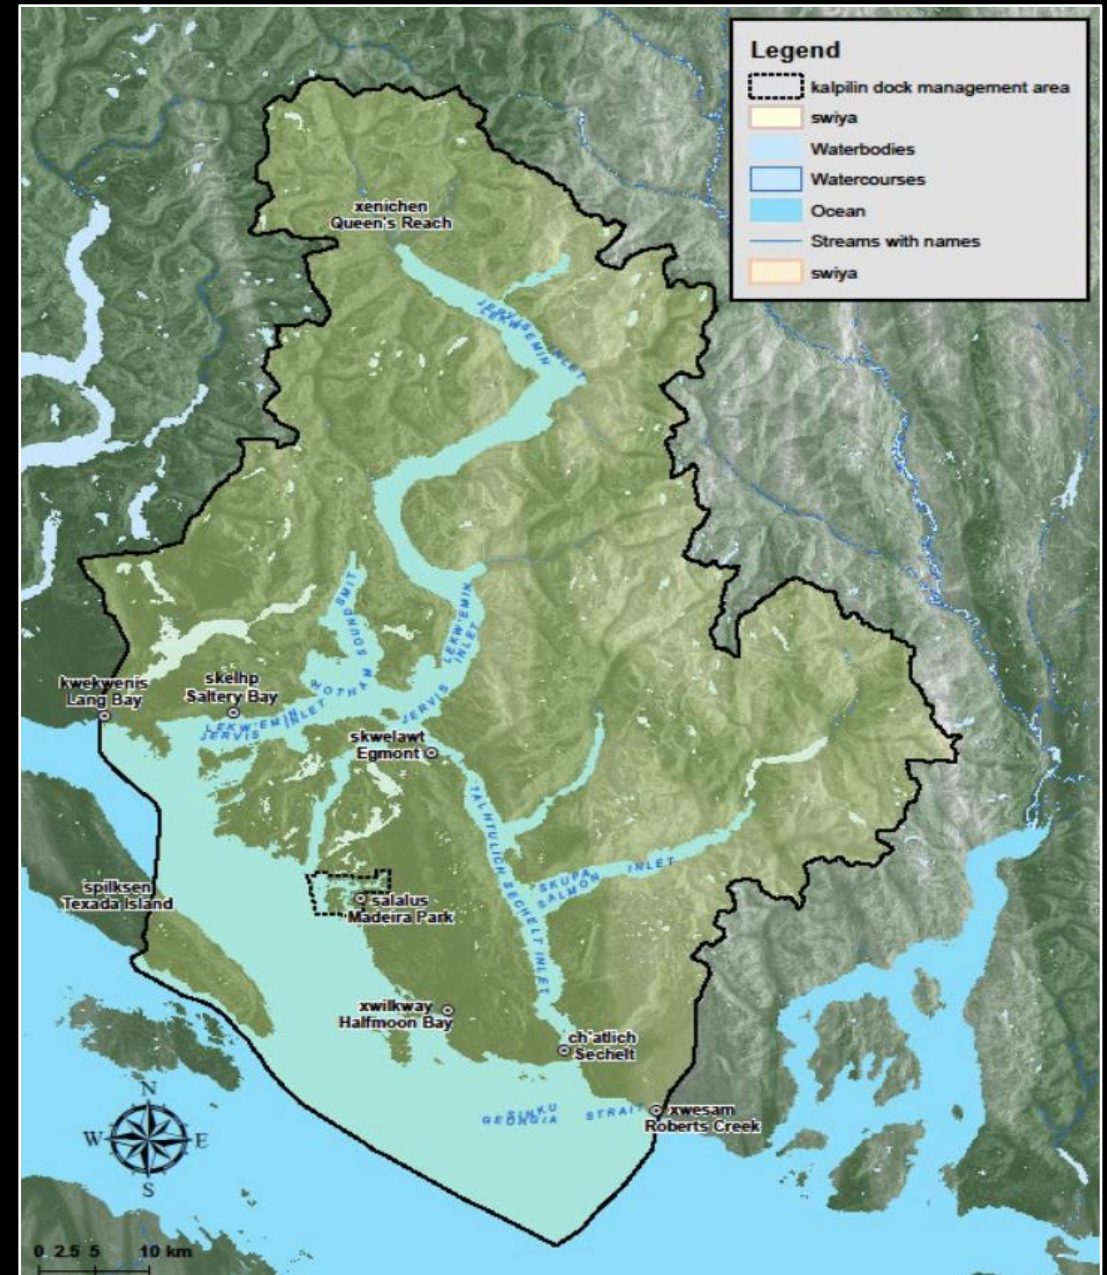 Legend
kalpilin dock management area
swiya
Waterbodies
Watercourses
Ocean
Streams with names
swiya
xenichen
Queen's Reach
LEKW'EMIN
JERVIS INLET
SMIT
HOTHAM SOUND
LEKW'EMIN
JERVIS INLET
kwekwenis
Lang Bay
skelhp
Saltery Bay
LEKW'EMIN
JERVIS INLET
skwelawt
Egmont
TALHTULICH SECHELT INLET
SKUPA
SALMON INLET
spilksen
Texada Island
salalus
Madeira Park
xwilkway
Halfmoon Bay
ch'atlich
Sechelt
GEORGIA STRAIT
xwesam
Roberts Creek
N
W E
S
0 2.5 5 10 km